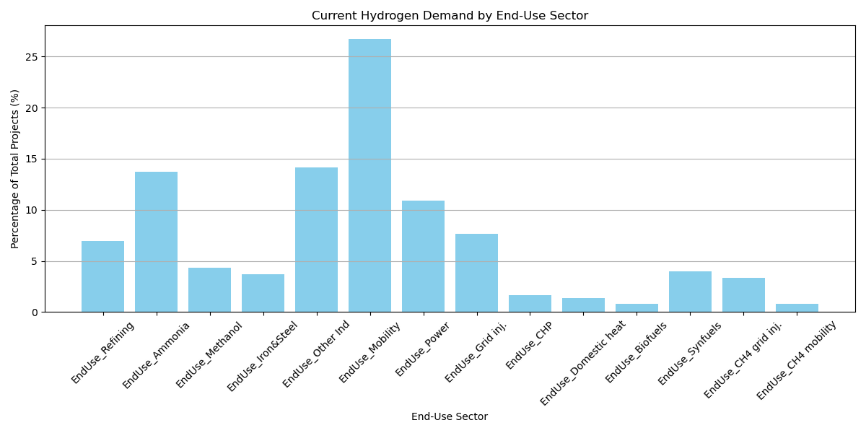 Current Hydrogen Demand by End-Use Sector
Percentage of Total Projects (%)
25
20
15
10
5
0
EndUse_Refining
EndUse_Ammonia
EndUse_Methanol
EndUse_Iron&Steel
EndUse_Other Ind
EndUse_Mobility
EndUse_Power
EndUse_Grid inj.
EndUse_CHP
EndUse_Domestic heat
EndUse_Biofuels
EndUse_Synfuels
EndUse_CH4 grid inj.
EndUse_CH4 mobility
End-Use Sector